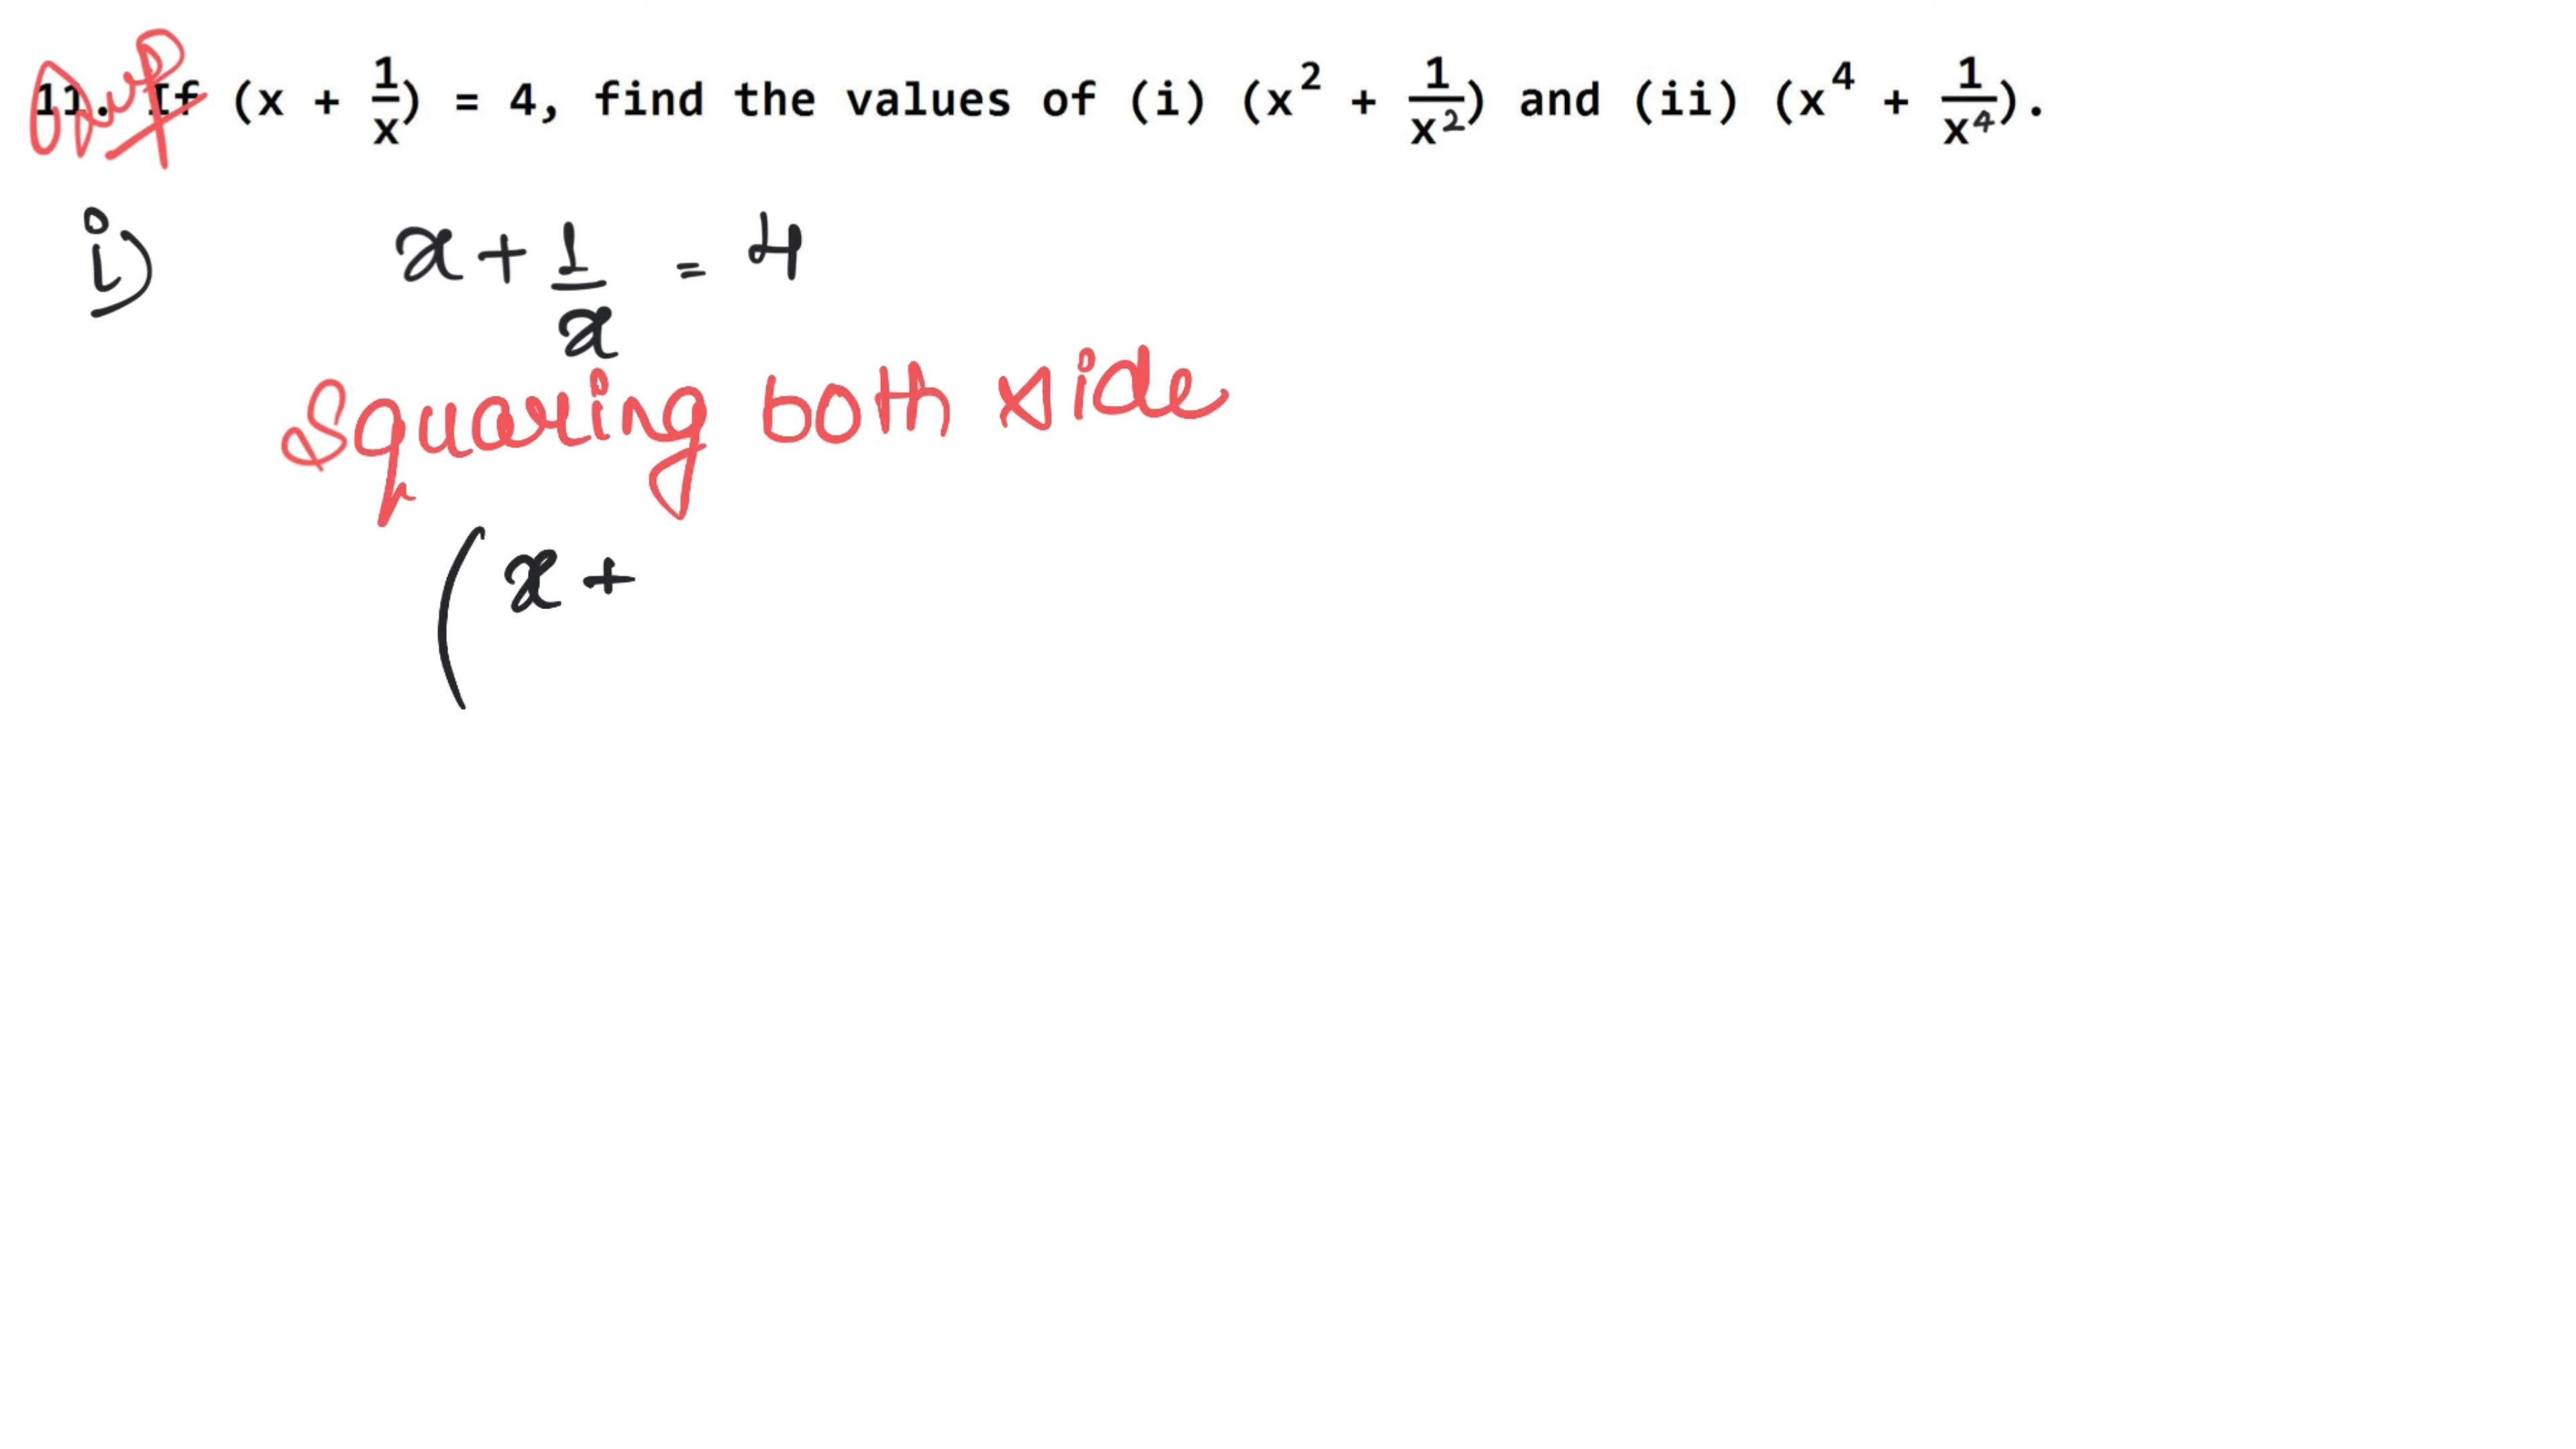 11. If (x + 1/x) = 4, find the values of (i) (x² + 1/x²) and (ii) (x⁴ + 1/x⁴).
i) x + 1/x = 4
Squaring both side
(x +